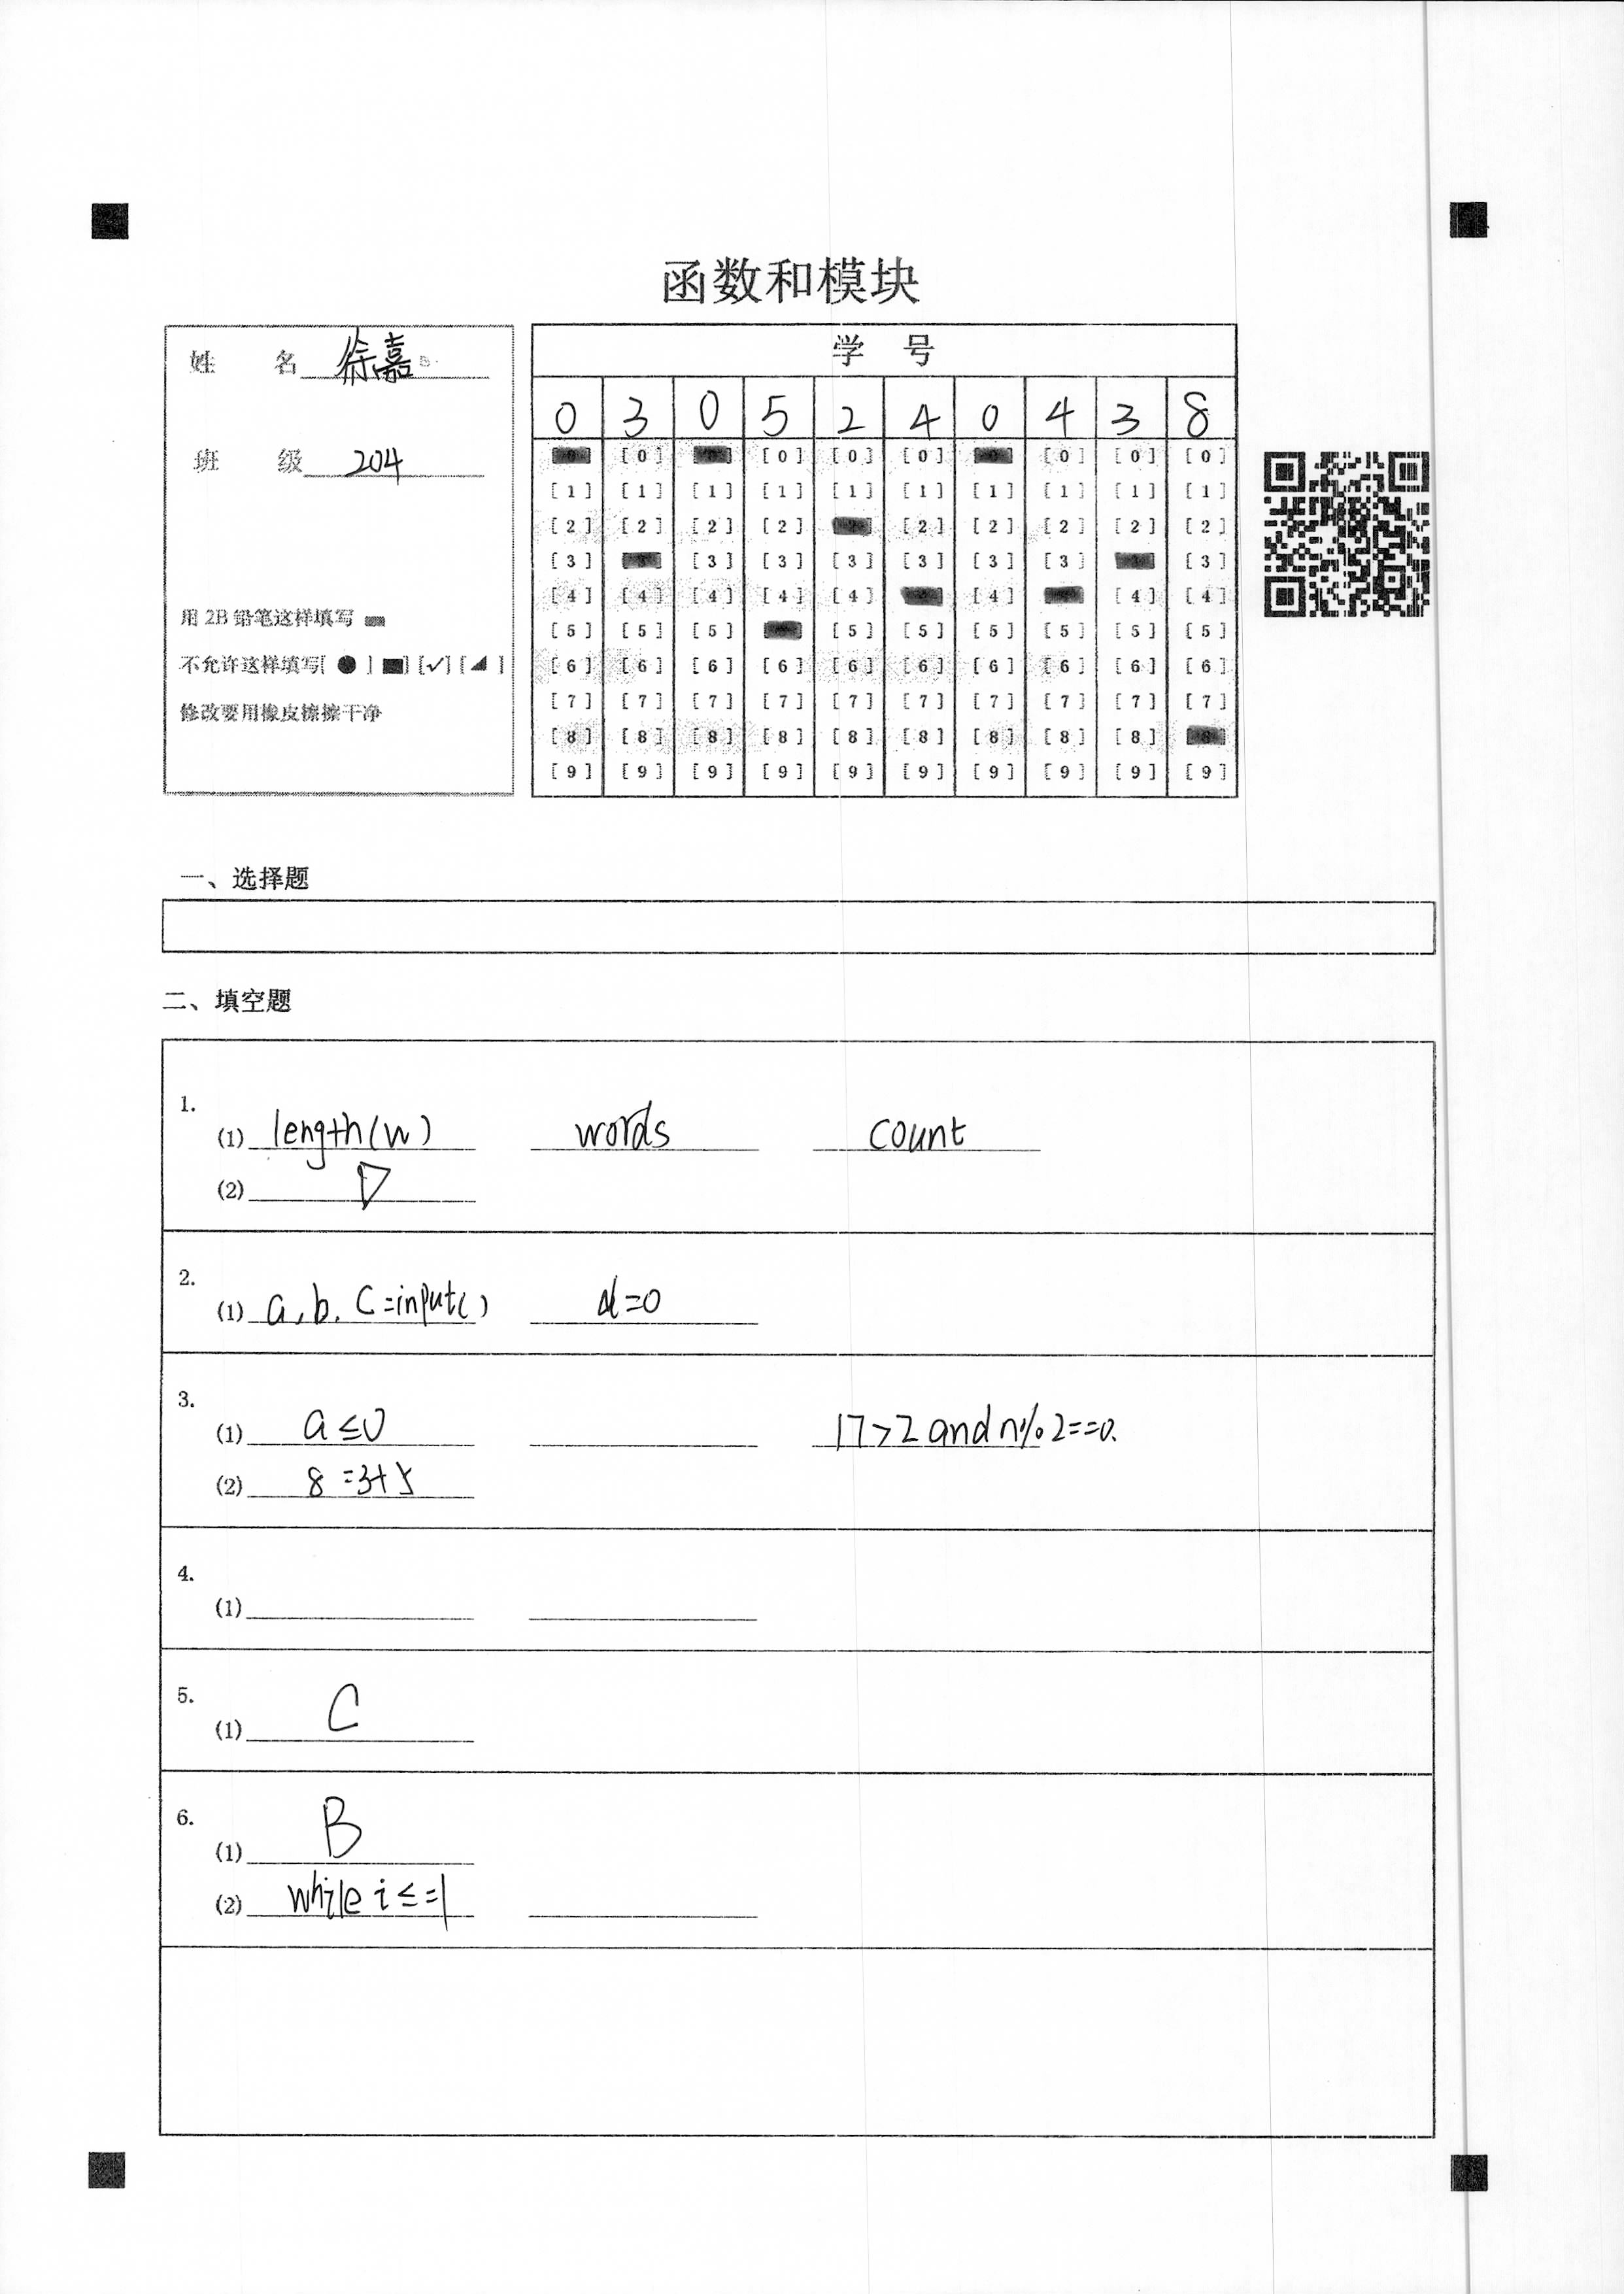 函数和模块
姓 名 徐嘉
班 级 204
用 2B 铅笔这样填写
不允许这样填写[ ● ] [■] [✓] [◢ ]
修改要用橡皮擦擦干净
学 号
0 3 0 5 2 4 0 4 3 8
[0] [0] [0] [0] [0] [0] [0] [0] [0] [0]
[1] [1] [1] [1] [1] [1] [1] [1] [1] [1]
[2] [2] [2] [2] [2] [2] [2] [2] [2]
[3] [3] [3] [3] [3] [3] [3] [3]
[4] [4] [4] [4] [4] [4] [4] [4]
[5] [5] [5] [5] [5] [5] [5] [5] [5]
[6] [6] [6] [6] [6] [6] [6] [6] [6] [6]
[7] [7] [7] [7] [7] [7] [7] [7] [7] [7]
[8] [8] [8] [8] [8] [8] [8] [8] [8] [8]
[9] [9] [9] [9] [9] [9] [9] [9] [9] [9]
一、选择题
二、填空题
1.
(1) length(w) words count
(2) D
2.
(1) a,b,c=input() d=0
3.
(1) a≤0 17>2 and n%2==0.
(2) 8=3+5
4.
(1)
5.
(1) C
6.
(1) B
(2) while i≤=1